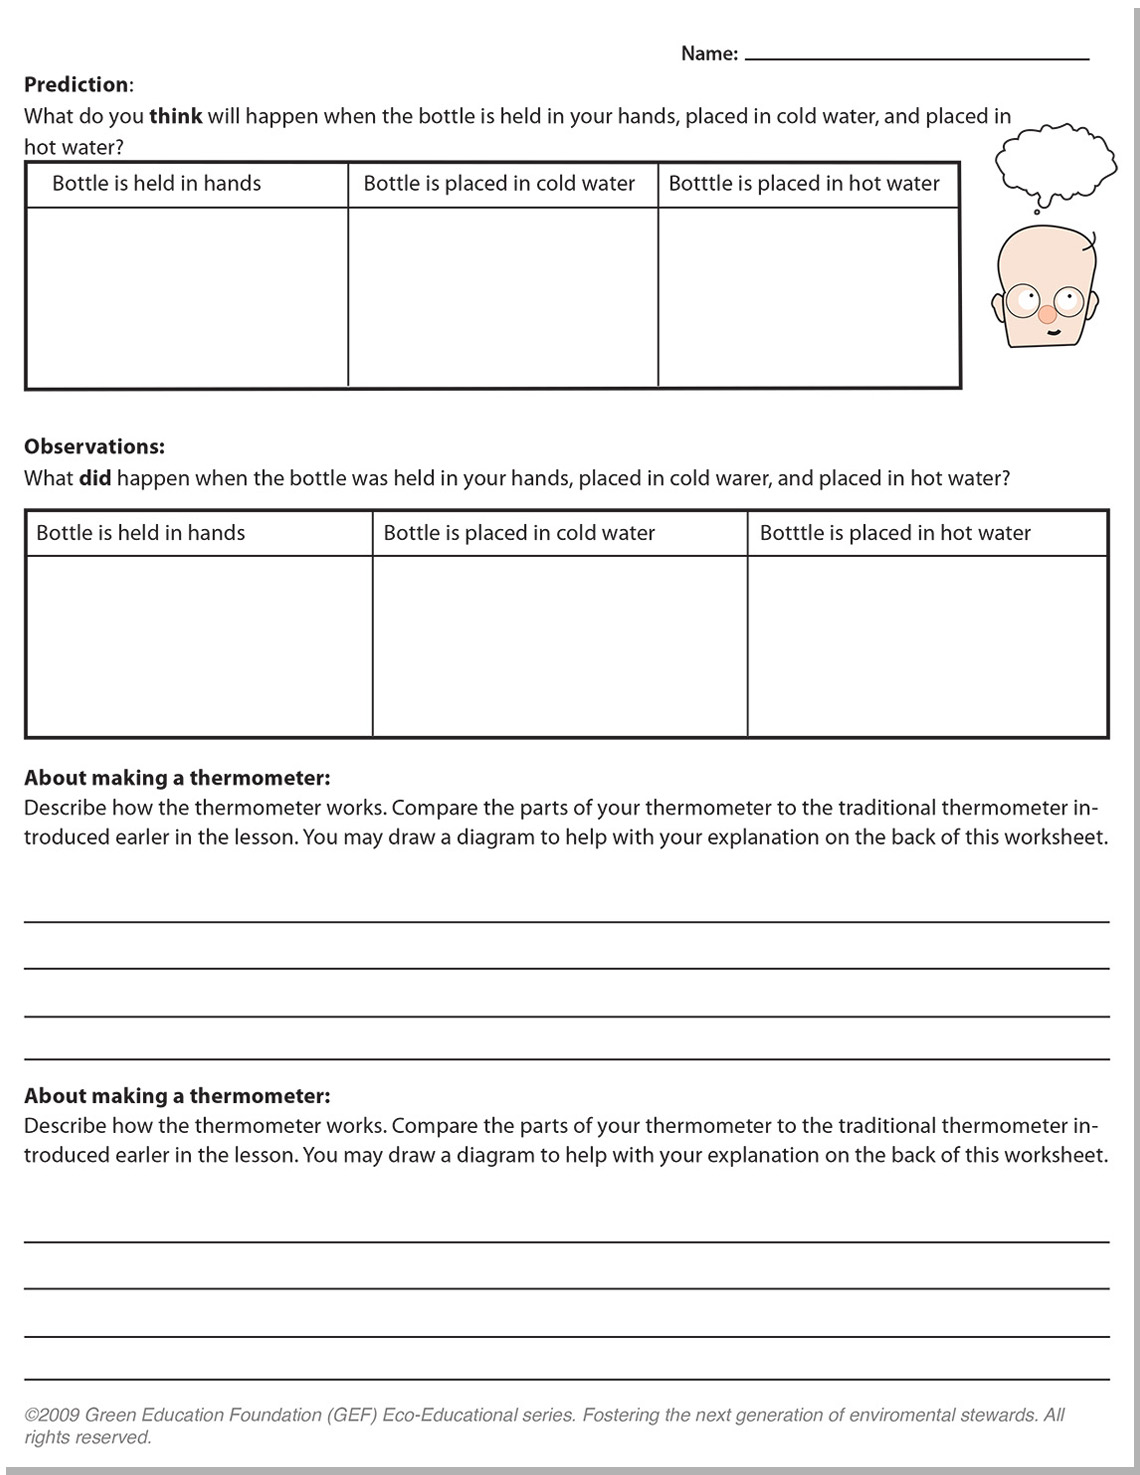 Name:
Prediction:
What do you think will happen when the bottle is held in your hands, placed in cold water, and placed in
hot water?
Bottle is held in hands
Bottle is placed in cold water
Botttle is placed in hot water
Observations:
What did happen when the bottle was held in your hands, placed in cold warer, and placed in hot water?
Bottle is held in hands
Bottle is placed in cold water
Botttle is placed in hot water
About making a thermometer:
Describe how the thermometer works. Compare the parts of your thermometer to the traditional thermometer in-
troduced earler in the lesson. You may draw a diagram to help with your explanation on the back of this worksheet.
About making a thermometer:
Describe how the thermometer works. Compare the parts of your thermometer to the traditional thermometer in-
troduced earler in the lesson. You may draw a diagram to help with your explanation on the back of this worksheet.
©2009 Green Education Foundation (GEF) Eco-Educational series. Fostering the next generation of enviromental stewards. All
rights reserved.